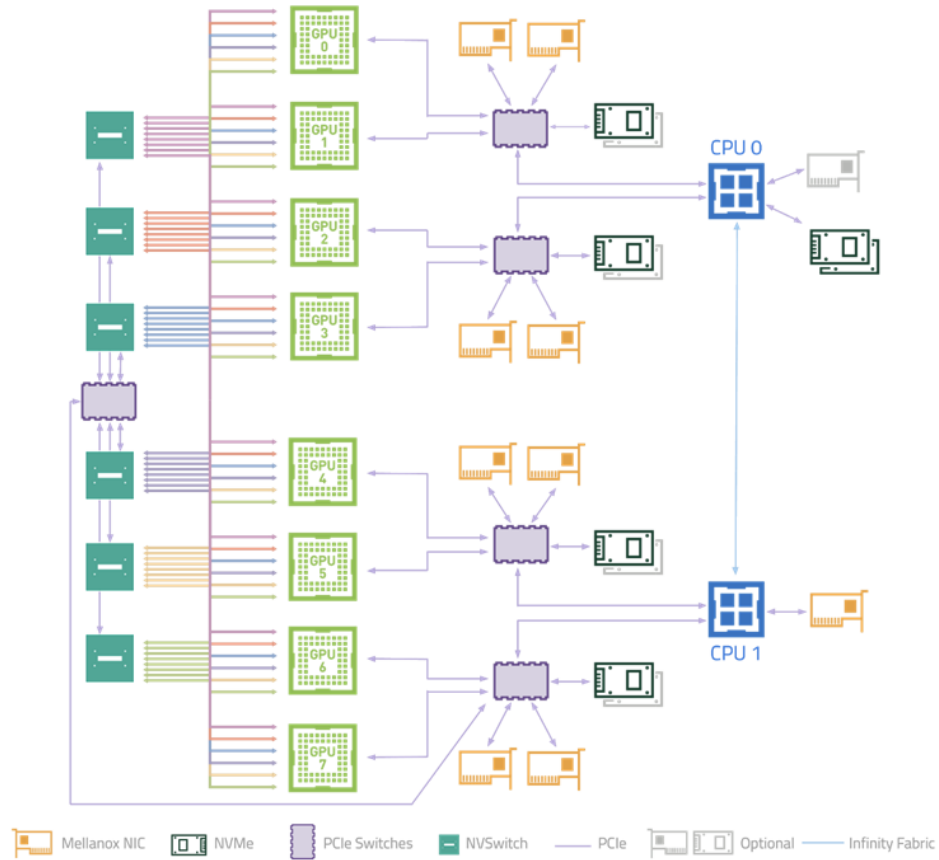 GPU
0
GPU
1
CPU 0
GPU
2
GPU
3
GPU
4
GPU
5
CPU 1
GPU
6
GPU
7
Mellanox NIC
NVMe
PCIe Switches
NVSwitch
PCIe
Optional
Infinity Fabric